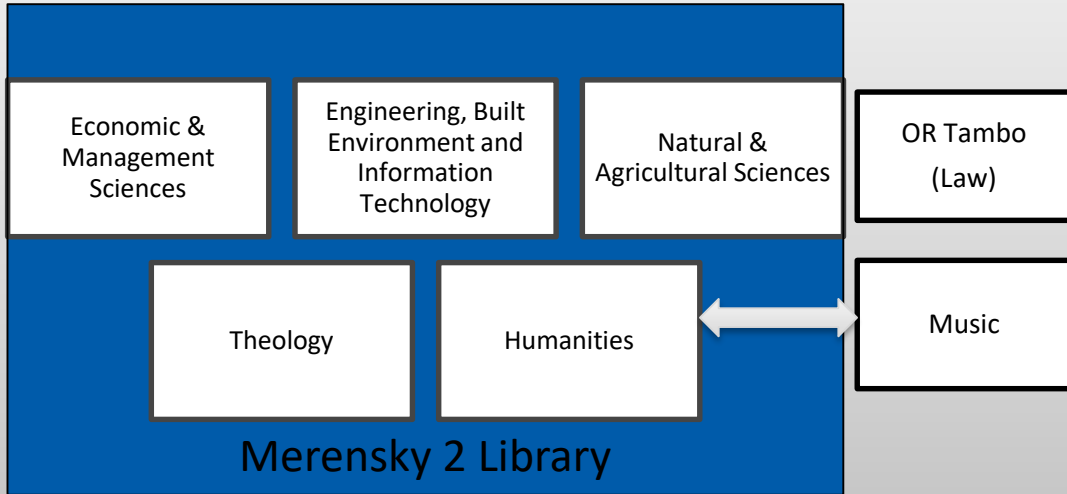 Economic &
Management
Sciences
Engineering, Built
Environment and
Information
Technology
Natural &
Agricultural Sciences
OR Tambo
(Law)
Theology
Humanities
Music
Merensky 2 Library